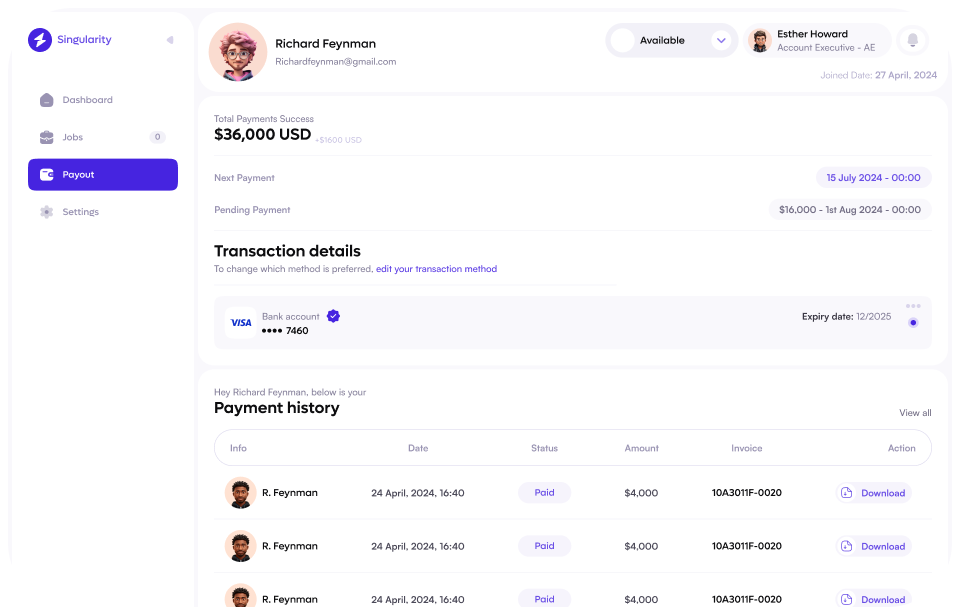 Singularity
Dashboard
Jobs
0
Payout
Settings
Richard Feynman
Richardfeynman@gmail.com
Available
Esther Howard
Account Executive - AE
Joined Date: 27 April, 2024
Total Payments Success
$36,000 USD +$1600 USD
Next Payment
15 July 2024 - 00:00
Pending Payment
$16,000 - 1st Aug 2024 - 00:00
Transaction details
To change which method is preferred, edit your transaction method
VISA
Bank account
•••• 7460
Expiry date: 12/2025
Hey Richard Feynman, below is your
Payment history
View all
Info Date Status Amount Invoice Action
R. Feynman 24 April, 2024, 16:40 Paid $4,000 10A3011F-0020 Download
R. Feynman 24 April, 2024, 16:40 Paid $4,000 10A3011F-0020 Download
R. Feynman 24 April, 2024, 16:40 Paid $4,000 10A3011F-0020 Download